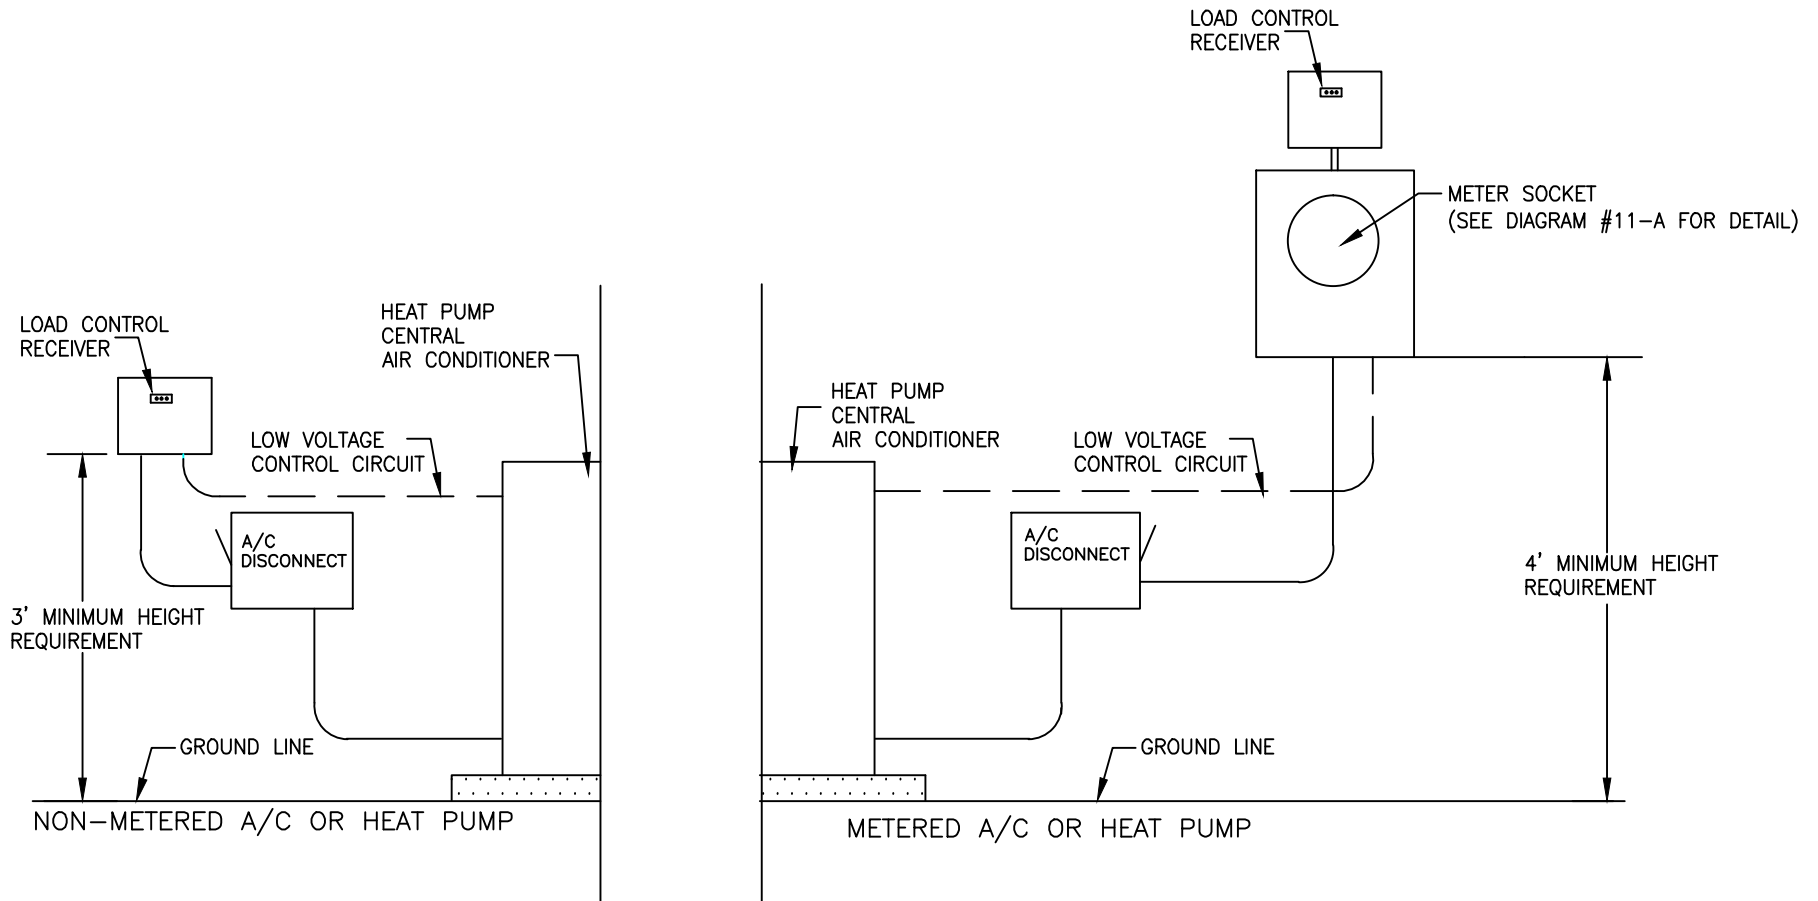 LOAD CONTROL
RECEIVER
METER SOCKET
(SEE DIAGRAM #11-A FOR DETAIL)
HEAT PUMP
CENTRAL
AIR CONDITIONER
LOAD CONTROL
RECEIVER
HEAT PUMP
CENTRAL
AIR CONDITIONER
LOW VOLTAGE
CONTROL CIRCUIT
LOW VOLTAGE
CONTROL CIRCUIT
A/C
DISCONNECT
A/C
DISCONNECT
4' MINIMUM HEIGHT
REQUIREMENT
3' MINIMUM HEIGHT
REQUIREMENT
GROUND LINE
GROUND LINE
NON-METERED A/C OR HEAT PUMP
METERED A/C OR HEAT PUMP